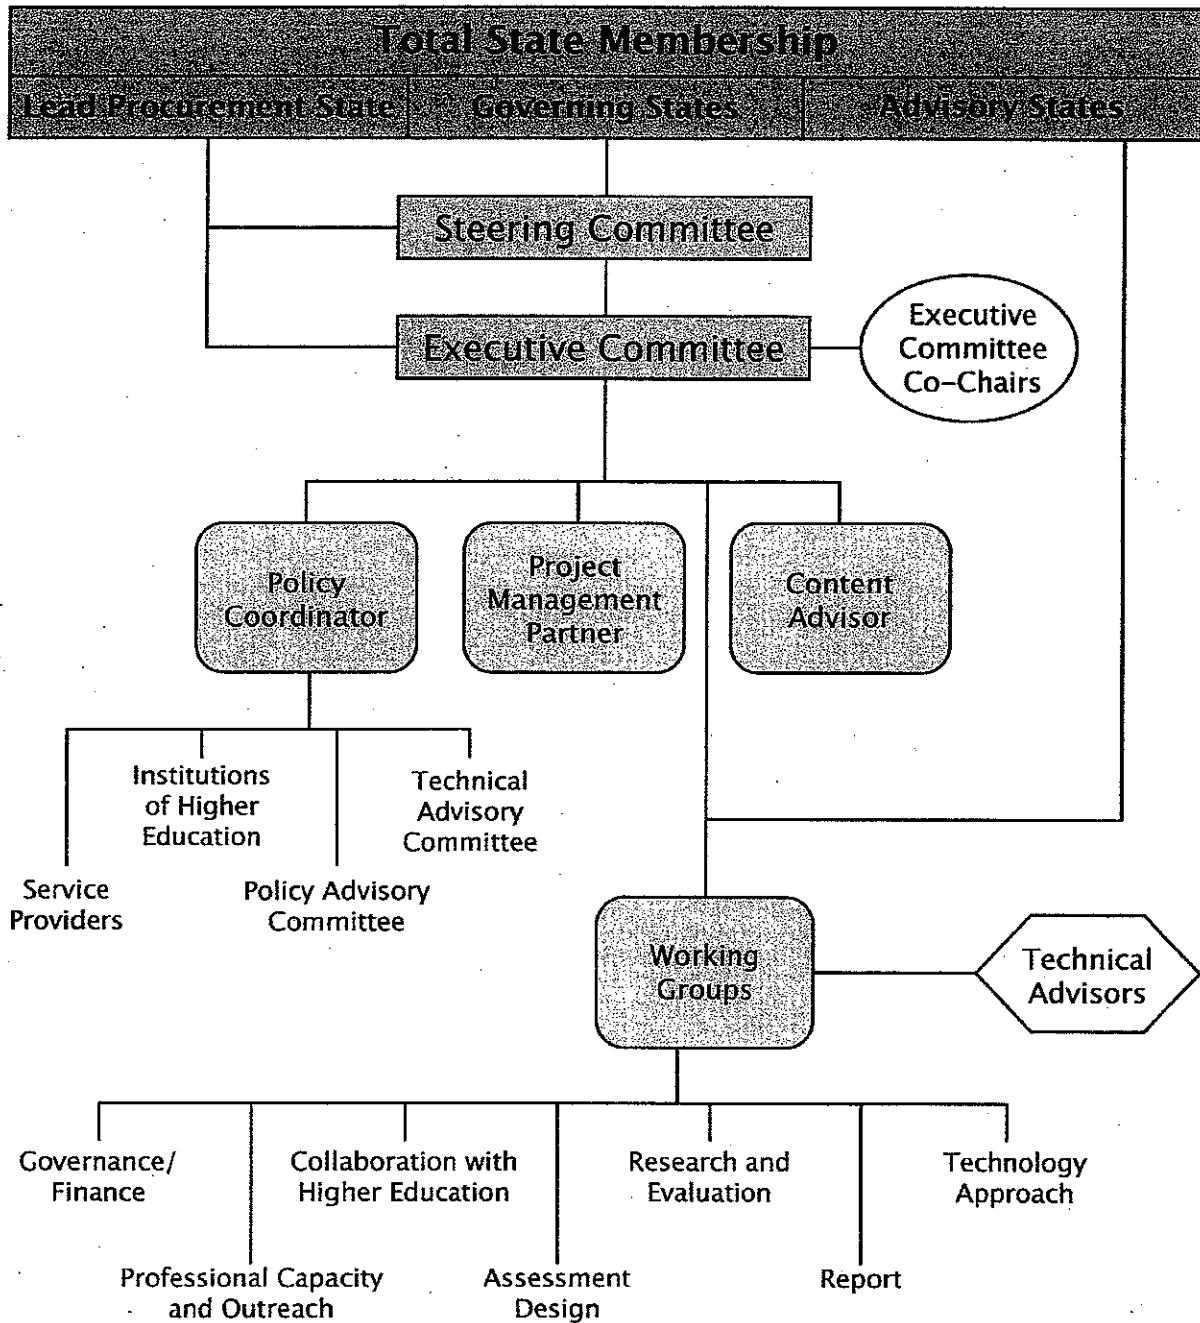 Total State Membership
Lead Procurement State
Governing States
Advisory States
Steering Committee
Executive Committee
Executive
Committee
Co-Chairs
Policy
Coordinator
Project
Management
Partner
Content
Advisor
Institutions
of Higher
Education
Technical
Advisory
Committee
Service
Providers
Policy Advisory
Committee
Working
Groups
Technical
Advisors
Governance/
Finance
Collaboration with
Higher Education
Research and
Evaluation
Technology
Approach
Professional Capacity
and Outreach
Assessment
Design
Report